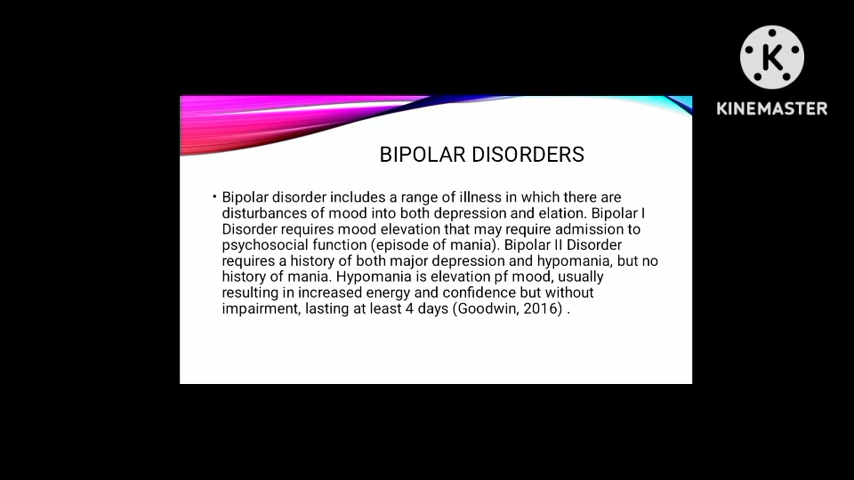 K
KINEMASTER
BIPOLAR DISORDERS
• Bipolar disorder includes a range of illness in which there are
disturbances of mood into both depression and elation. Bipolar I
Disorder requires mood elevation that may require admission to
psychosocial function (episode of mania). Bipolar II Disorder
requires a history of both major depression and hypomania, but no
history of mania. Hypomania is elevation pf mood, usually
resulting in increased energy and confidence but without
impairment, lasting at least 4 days (Goodwin, 2016) .